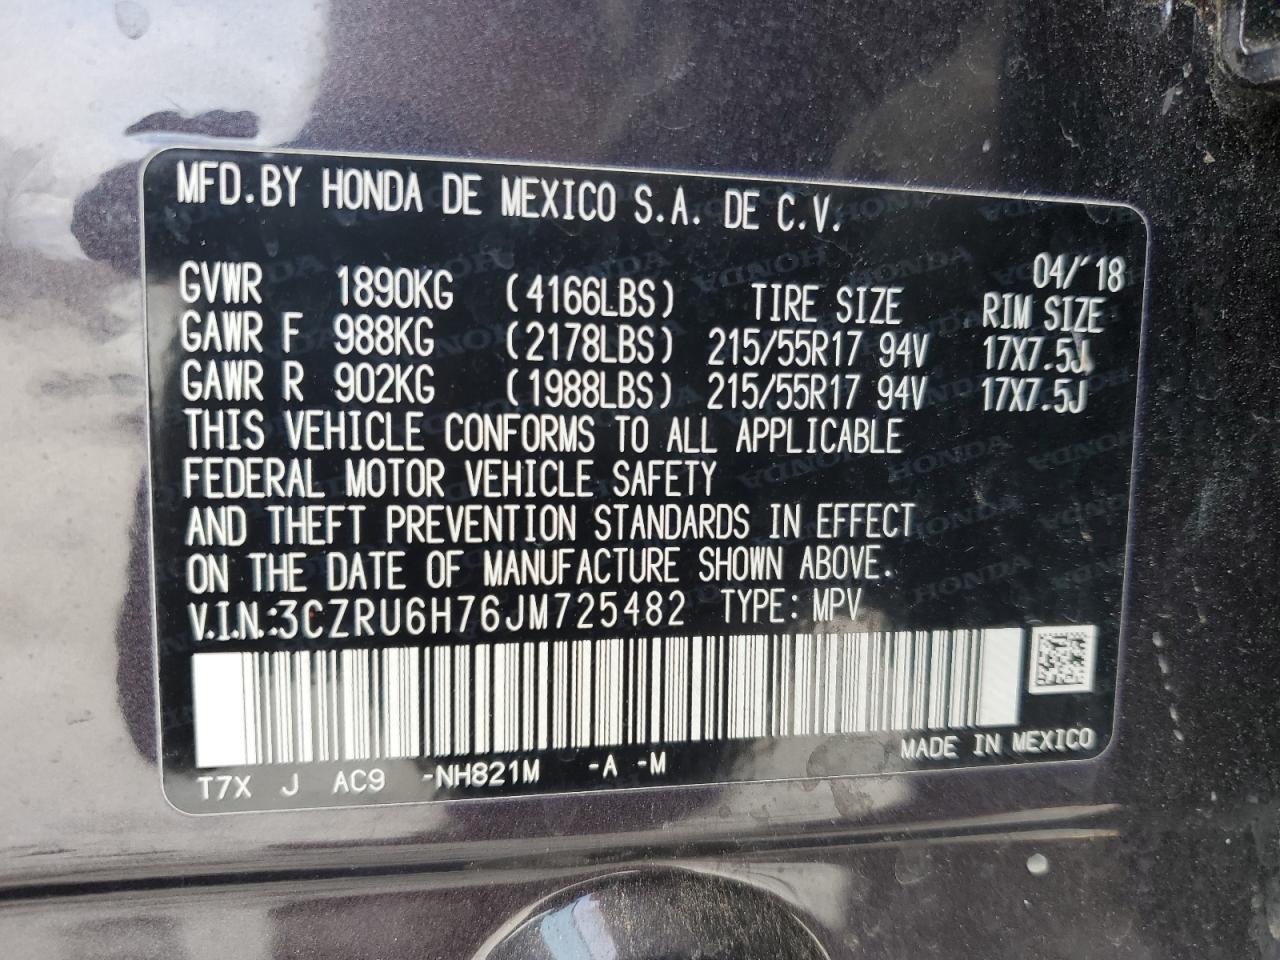 MFD.BY HONDA DE MEXICO S.A. DE C.V.
04/'18
GVWR 1890KG (4166LBS) TIRE SIZE RIM SIZE
GAWR F 988KG (2178LBS) 215/55R17 94V 17X7.5J
GAWR R 902KG (1988LBS) 215/55R17 94V 17X7.5J
THIS VEHICLE CONFORMS TO ALL APPLICABLE
FEDERAL MOTOR VEHICLE SAFETY
AND THEFT PREVENTION STANDARDS IN EFFECT
ON THE DATE OF MANUFACTURE SHOWN ABOVE.
V.I.N.:3CZRU6H76JM725482 TYPE: MPV
MADE IN MEXICO
T7X J AC9 -NH821M -A -M